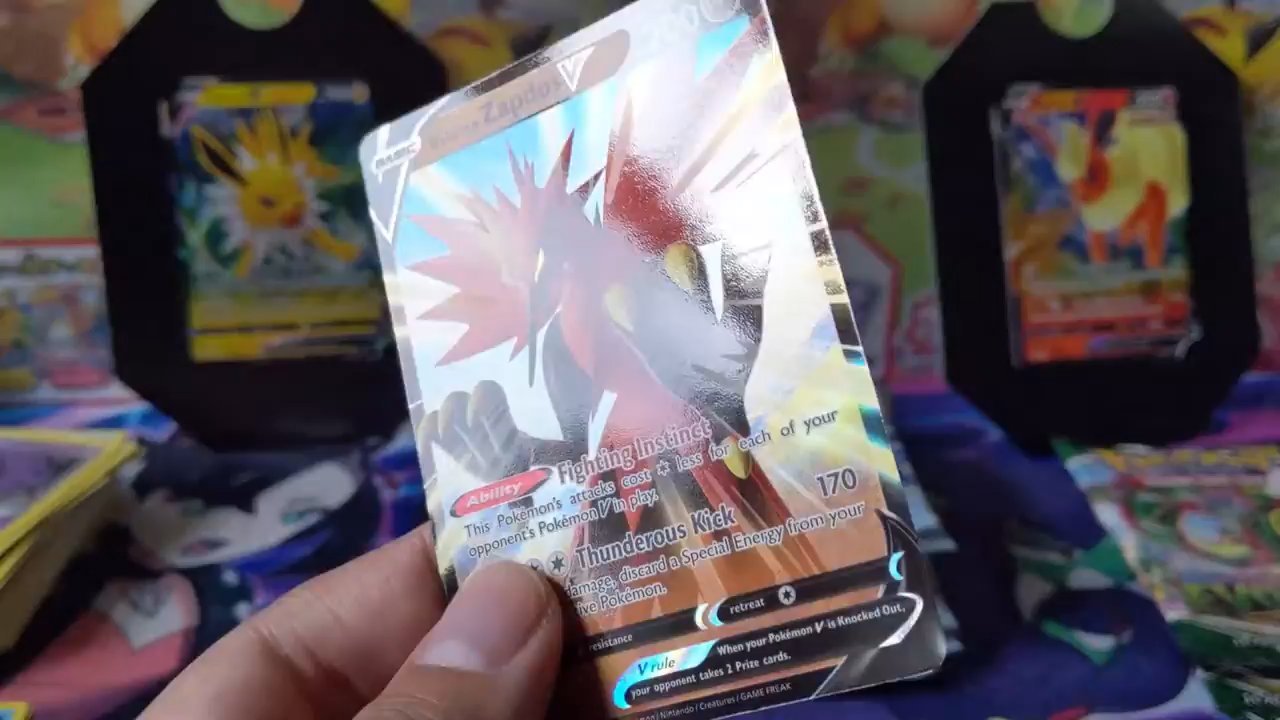 BASIC
Galarian Zapdos V
Ability Fighting Instinct
This Pokémon's attacks cost less for each of your
opponent's Pokémon V in play.
Thunderous Kick 170
damage, discard a Special Energy from your
ive Pokémon.
resistance
retreat
V rule When your Pokémon V is Knocked Out,
your opponent takes 2 Prize cards.
/ Nintendo / Creatures / GAME FREAK